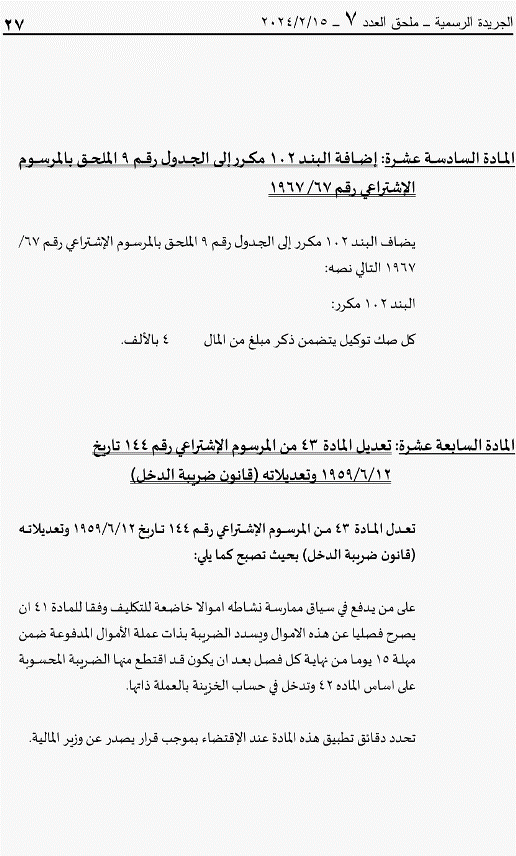 الجريدة الرسمية ــ ملحق العدد ٧ ــ ٢٠٢٤/٢/١٥
٢٧
المادة السادسة عشرة: إضافة البند ١٠٢ مكرر إلى الجدول رقم ٩ الملحق بالمرسوم
الإشتراعي رقم ٦٧/ ١٩٦٧
يضاف البند ١٠٢ مكرر إلى الجدول رقم ٩ الملحق بالمرسوم الإشتراعي رقم ٦٧/
١٩٦٧ التالي نصه:
البند ١٠٢ مكرر:
كل صك توكيل يتضمن ذكر مبلغ من المال ٤ بالألف.
المادة السابعة عشرة: تعديل المادة ٤٣ من المرسوم الإشتراعي رقم ١٤٤ تاريخ
١٩٥٩/٦/١٢ وتعديلاته (قانون ضريبة الدخل)
تعدل المادة ٤٣ من المرسوم الإشتراعي رقم ١٤٤ تاريخ ١٩٥٩/٦/١٢ وتعديلاته
(قانون ضريبة الدخل) بحيث تصبح كما يلي:
على من يدفع في سياق ممارسة نشاطه اموالا خاضعة للتكليف وفقا للمادة ٤١ ان
يصرح فصليا عن هذه الاموال ويسدد الضريبة بذات عملة الأموال المدفوعة ضمن
مهلة ١٥ يوما من نهاية كل فصل بعد ان يكون قد اقتطع منها الضريبة المحسوبة
على اساس الماده ٤٢ وتدخل في حساب الخزينة بالعملة ذاتها.
تحدد دقائق تطبيق هذه المادة عند الإقتضاء بموجب قرار يصدر عن وزير المالية.